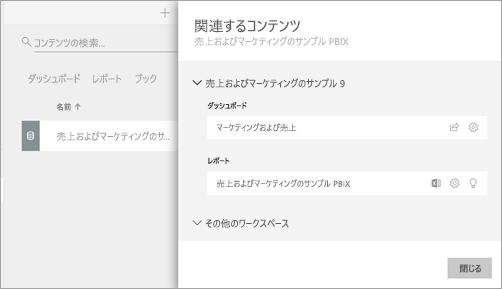 コンテンツの検索...
ダッシュボード レポート ブック
名前 ↑
売上およびマーケティングのサ...
関連するコンテンツ
売上およびマーケティングのサンプル PBIX
売上およびマーケティングのサンプル 9
ダッシュボード
マーケティングおよび売上
レポート
売上およびマーケティングのサンプル PBIX
その他のワークスペース
閉じる